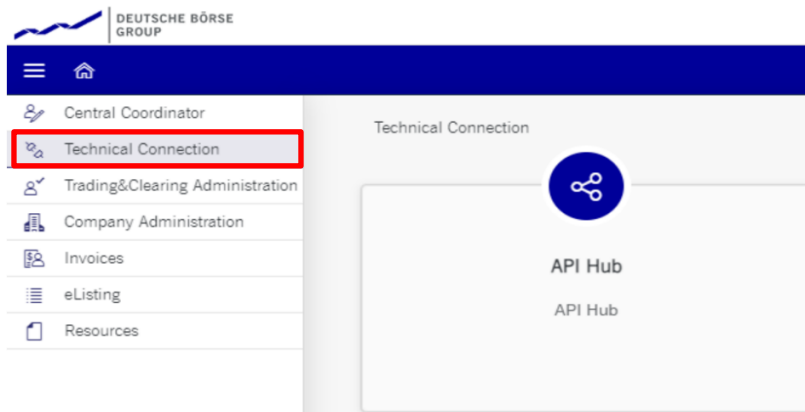 DEUTSCHE BÖRSE
GROUP
Central Coordinator
Technical Connection
Trading&Clearing Administration
Company Administration
Invoices
eListing
Resources
Technical Connection
API Hub
API Hub